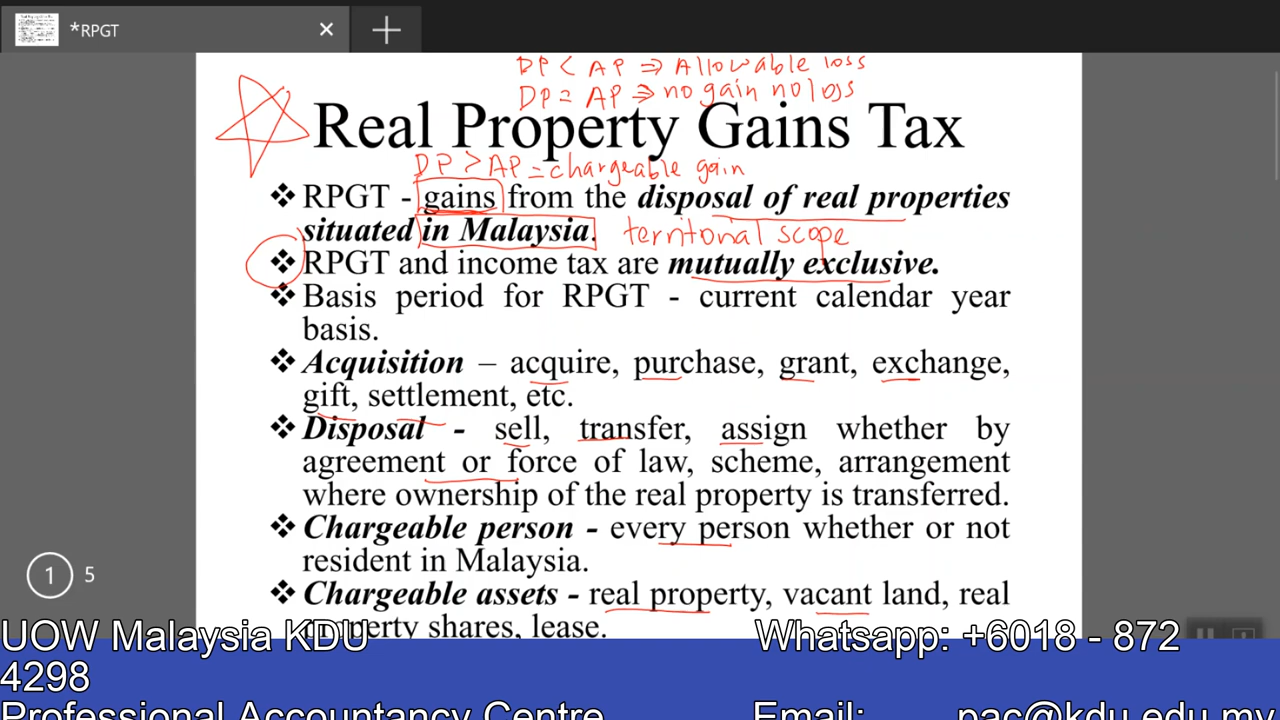 *RPGT
DP < AP ⇒ Allowable loss
DP = AP ⇒ no gain no loss
Real Property Gains Tax
DP > AP = chargeable gain
❖ RPGT - gains from the disposal of real properties
situated in Malaysia. territorial scope
❖ RPGT and income tax are mutually exclusive.
❖ Basis period for RPGT - current calendar year
basis.
❖ Acquisition – acquire, purchase, grant, exchange,
gift, settlement, etc.
❖ Disposal - sell, transfer, assign whether by
agreement or force of law, scheme, arrangement
where ownership of the real property is transferred.
❖ Chargeable person - every person whether or not
resident in Malaysia.
1 5
❖ Chargeable assets - real property, vacant land, real
property shares, lease.
UOW Malaysia KDU Whatsapp: +6018 - 872
4298
Professional Accountancy Centre Email: pac@kdu.edu.my